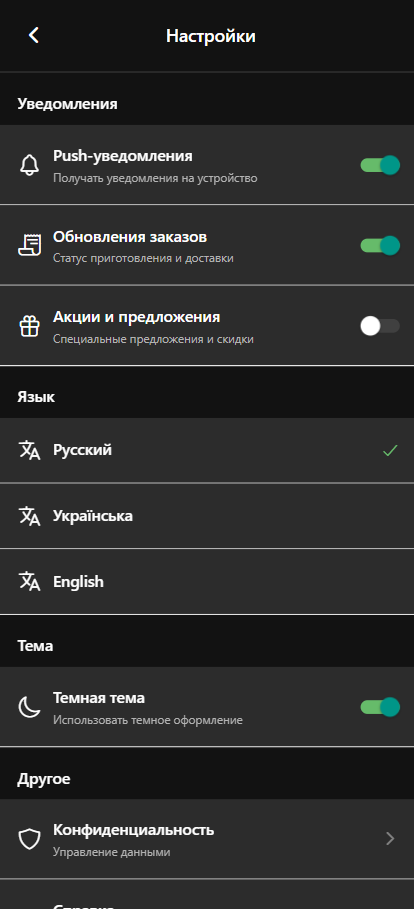 Настройки
Уведомления
Push-уведомления
Получать уведомления на устройство
Обновления заказов
Статус приготовления и доставки
Акции и предложения
Специальные предложения и скидки
Язык
Русский
Українська
English
Тема
Темная тема
Использовать темное оформление
Другое
Конфиденциальность
Управление данными